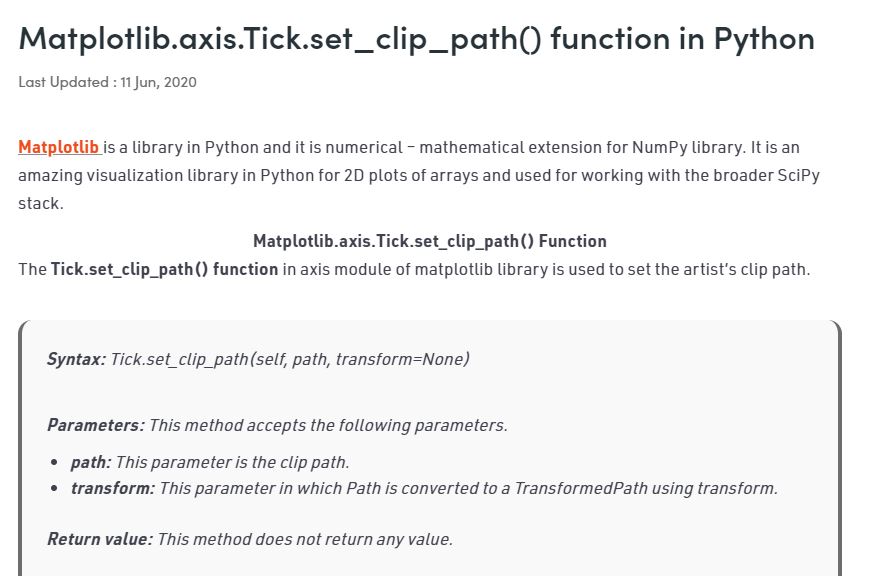 Matplotlib.axis.Tick.set_clip_path() function in Python
Last Updated : 11 Jun, 2020
Matplotlib is a library in Python and it is numerical – mathematical extension for NumPy library. It is an
amazing visualization library in Python for 2D plots of arrays and used for working with the broader SciPy
stack.
Matplotlib.axis.Tick.set_clip_path() Function
The Tick.set_clip_path() function in axis module of matplotlib library is used to set the artist's clip path.
Syntax: Tick.set_clip_path(self, path, transform=None)
Parameters: This method accepts the following parameters.
• path: This parameter is the clip path.
• transform: This parameter in which Path is converted to a TransformedPath using transform.
Return value: This method does not return any value.